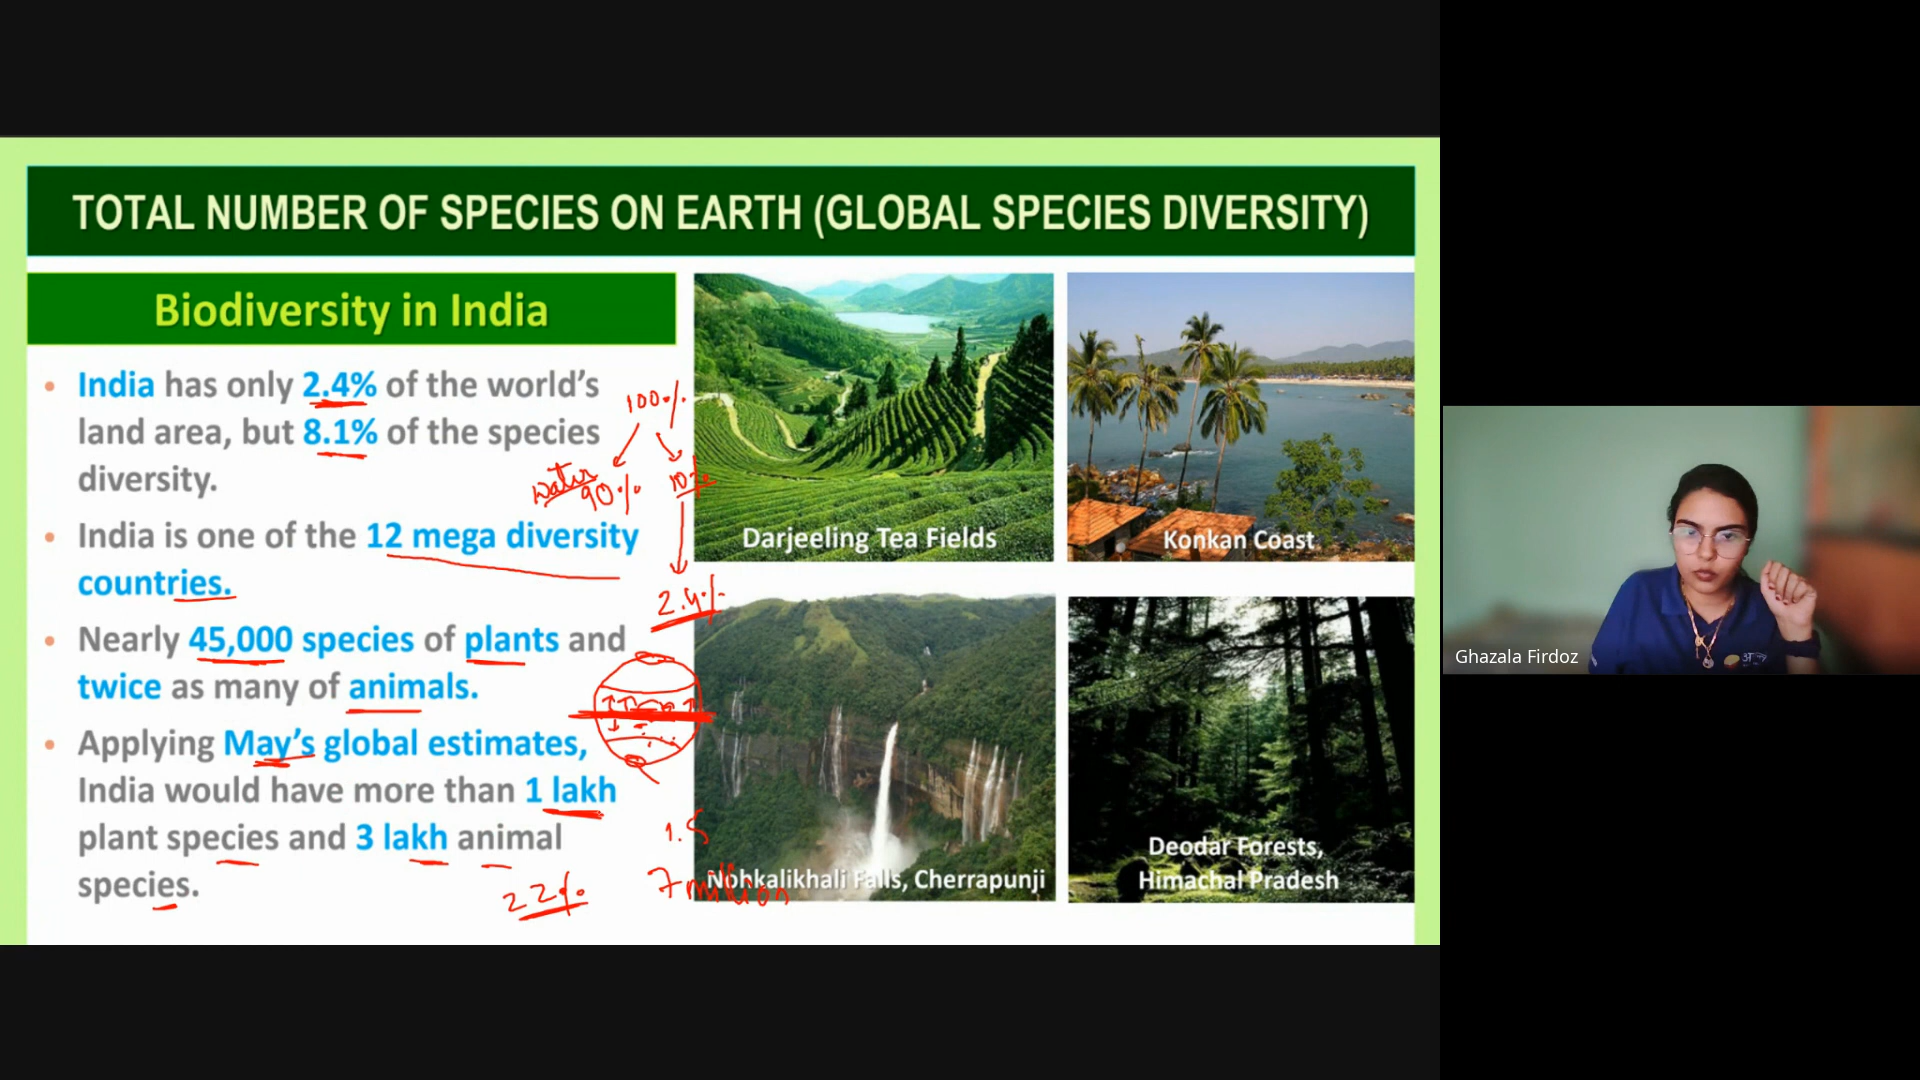 TOTAL NUMBER OF SPECIES ON EARTH (GLOBAL SPECIES DIVERSITY)
Biodiversity in India
• India has only 2.4% of the world's
land area, but 8.1% of the species
diversity.
• India is one of the 12 mega diversity
countries.
• Nearly 45,000 species of plants and
twice as many of animals.
• Applying May's global estimates,
India would have more than 1 lakh
plant species and 3 lakh animal
species.
100%
water
90%
10%
2.4%
1.5
7 million
22%
Darjeeling Tea Fields
Konkan Coast
Nohkalikhali Falls, Cherrapunji
Deodar Forests,
Himachal Pradesh
Ghazala Firdoz